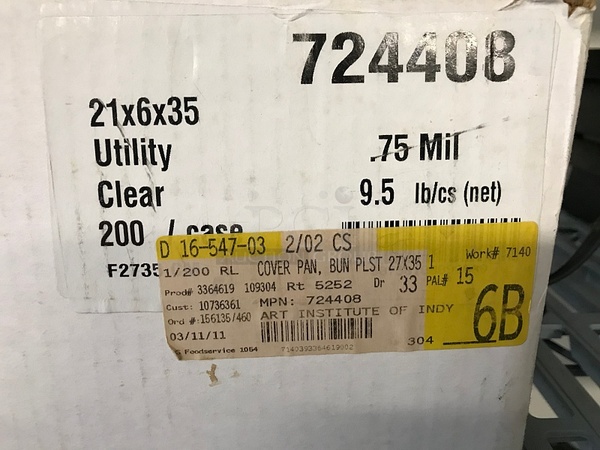 724408
21x6x35
Utility .75 Mil
Clear 9.5 lb/cs (net)
200 / case
F2735
D 16-547-03 2/02 CS Work# 7140
1/200 RL COVER PAN, BUN PLST 27X35 1
Prod# 3364619 109304 Rt 5252 Dr 33 PAL# 15
Cust: 10736361 MPN: 724408
Ord # 156135/460 ART INSTITUTE OF INDY 6B
03/11/11 304
Foodservice 1054